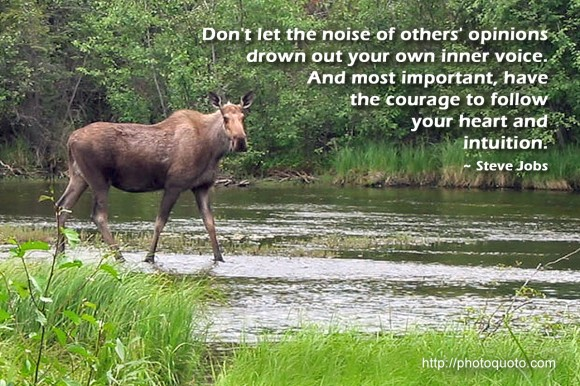 Don't let the noise of others' opinions
drown out your own inner voice.
And most important, have
the courage to follow
your heart and
intuition.
~ Steve Jobs
http://photoquoto.com/